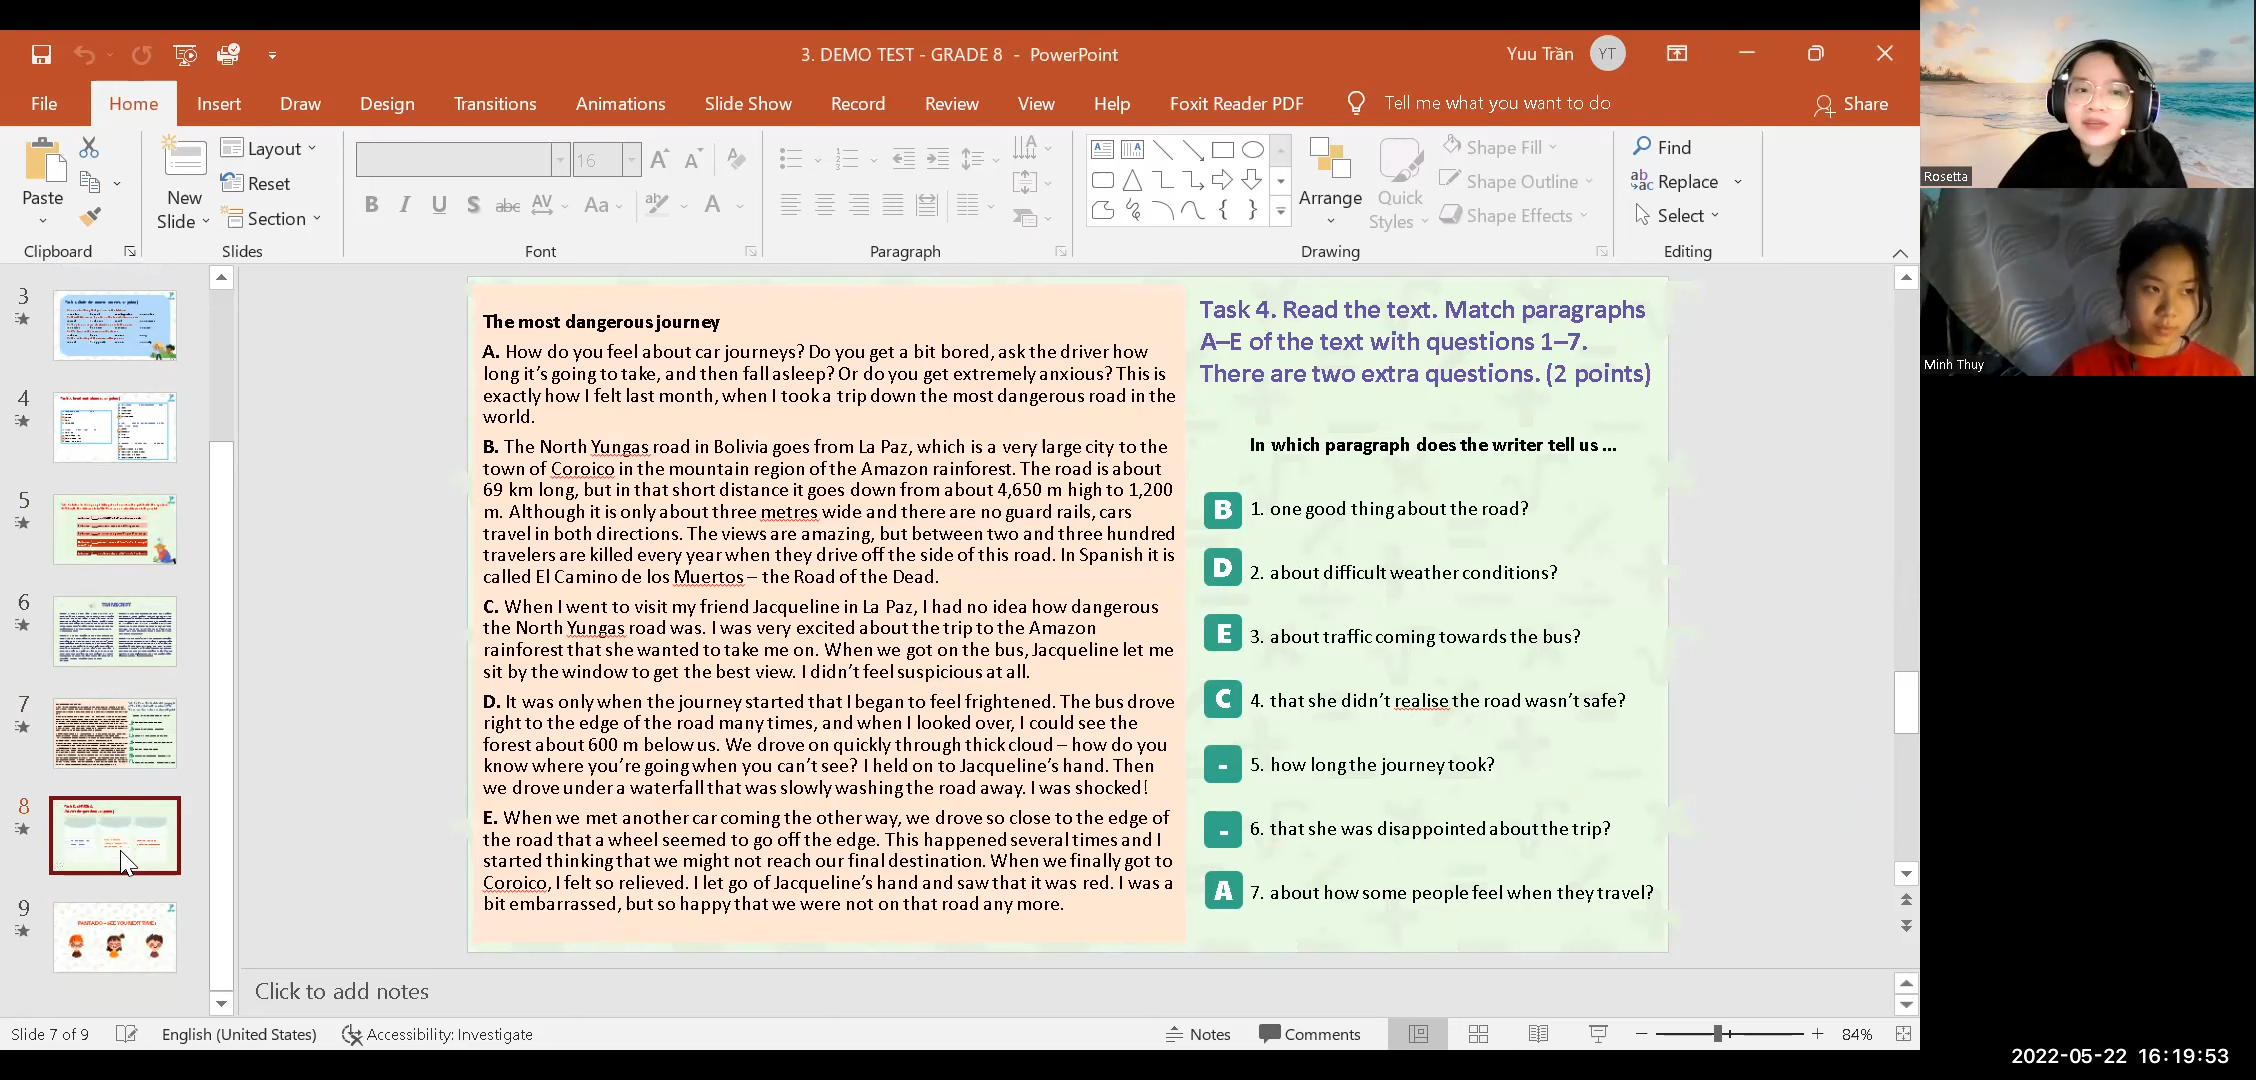 3. DEMO TEST - GRADE 8 - PowerPoint
Yuu Trần
YT
File
Home
Insert
Draw
Design
Transitions
Animations
Slide Show
Record
Review
View
Help
Foxit Reader PDF
Tell me what you want to do
Share
Paste
New
Slide
Layout
Reset
Section
16
Arrange
Quick
Styles
Shape Fill
Shape Outline
Shape Effects
Find
Replace
Select
Clipboard
Slides
Font
Paragraph
Drawing
Editing
3
4
5
6
7
8
9
The most dangerous journey
A. How do you feel about car journeys? Do you get a bit bored, ask the driver how
long it’s going to take, and then fall asleep? Or do you get extremely anxious? This is
exactly how I felt last month, when I took a trip down the most dangerous road in the
world.
B. The North Yungas road in Bolivia goes from La Paz, which is a very large city to the
town of Coroico in the mountain region of the Amazon rainforest. The road is about
69 km long, but in that short distance it goes down from about 4,650 m high to 1,200
m. Although it is only about three metres wide and there are no guard rails, cars
travel in both directions. The views are amazing, but between two and three hundred
travelers are killed every year when they drive off the side of this road. In Spanish it is
called El Camino de los Muertos – the Road of the Dead.
C. When I went to visit my friend Jacqueline in La Paz, I had no idea how dangerous
the North Yungas road was. I was very excited about the trip to the Amazon
rainforest that she wanted to take me on. When we got on the bus, Jacqueline let me
sit by the window to get the best view. I didn’t feel suspicious at all.
D. It was only when the journey started that I began to feel frightened. The bus drove
right to the edge of the road many times, and when I looked over, I could see the
forest about 600 m below us. We drove on quickly through thick cloud – how do you
know where you’re going when you can’t see? I held on to Jacqueline’s hand. Then
we drove under a waterfall that was slowly washing the road away. I was shocked!
E. When we met another car coming the other way, we drove so close to the edge of
the road that a wheel seemed to go off the edge. This happened several times and I
started thinking that we might not reach our final destination. When we finally got to
Coroico, I felt so relieved. I let go of Jacqueline’s hand and saw that it was red. I was a
bit embarrassed, but so happy that we were not on that road any more.
Task 4. Read the text. Match paragraphs
A–E of the text with questions 1–7.
There are two extra questions. (2 points)
In which paragraph does the writer tell us ...
B 1. one good thing about the road?
D 2. about difficult weather conditions?
E 3. about traffic coming towards the bus?
C 4. that she didn’t realise the road wasn’t safe?
- 5. how long the journey took?
- 6. that she was disappointed about the trip?
A 7. about how some people feel when they travel?
Click to add notes
Slide 7 of 9
English (United States)
Accessibility: Investigate
Notes
Comments
84%
Rosetta
Minh Thuy
2022-05-22 16:19:53